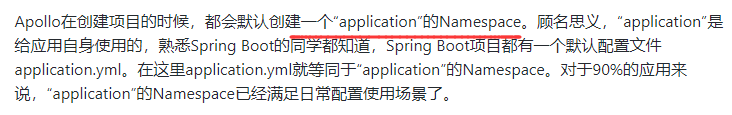 Apollo在创建项目的时候，都会默认创建一个“application”的Namespace。顾名思义，“application”是
给应用自身使用的，熟悉Spring Boot的同学都知道，Spring Boot项目都有一个默认配置文件
application.yml。在这里application.yml就等同于“application”的Namespace。对于90%的应用来
说，“application”的Namespace已经满足日常配置使用场景了。